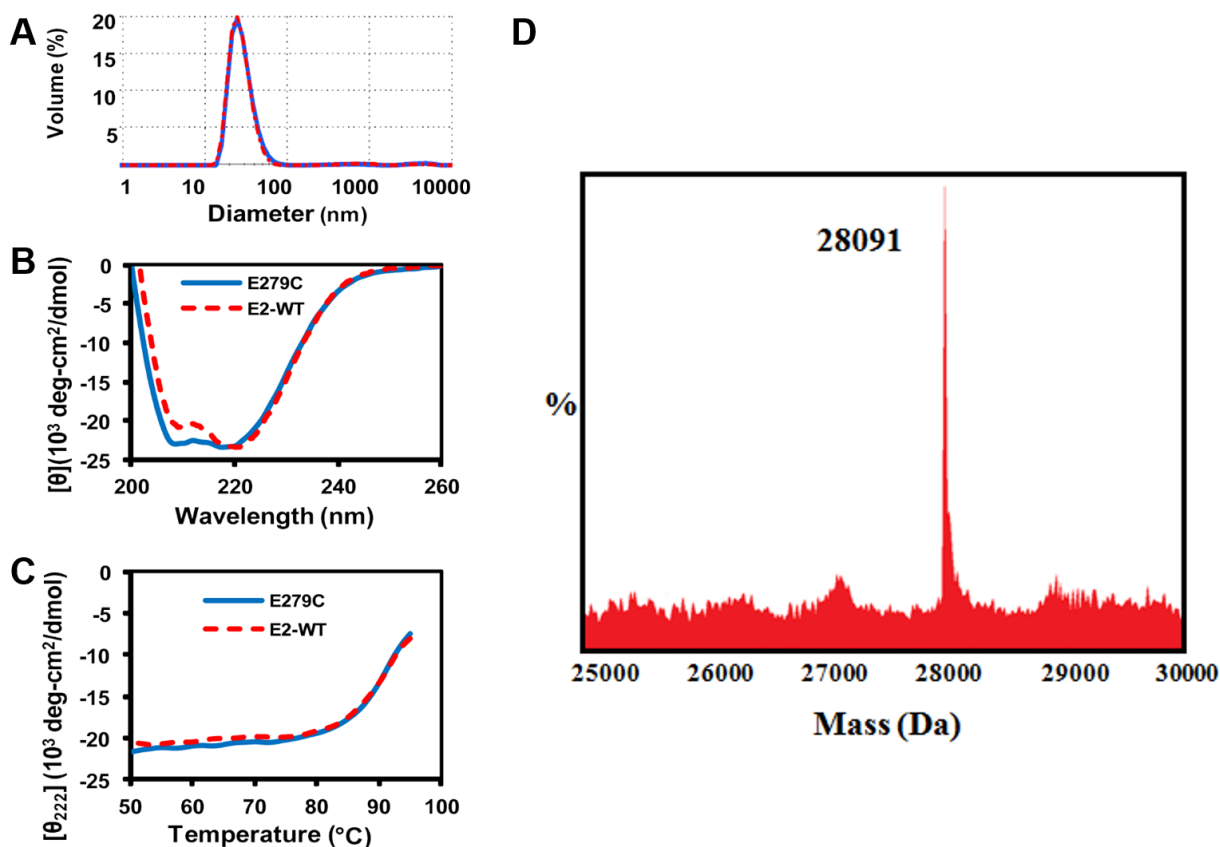 A
Volume (%)
20
15
10
5
1 10 100 1000 10000
Diameter (nm)
B
[θ](10³ deg-cm²/dmol)
0
-5
-10
-15
-20
-25
E279C
E2-WT
200 220 240 260
Wavelength (nm)
C
[θ₂₂₂] (10³ deg-cm²/dmol)
0
-5
-10
-15
-20
-25
E279C
E2-WT
50 60 70 80 90 100
Temperature (°C)
D
28091
%
25000 26000 27000 28000 29000 30000
Mass (Da)